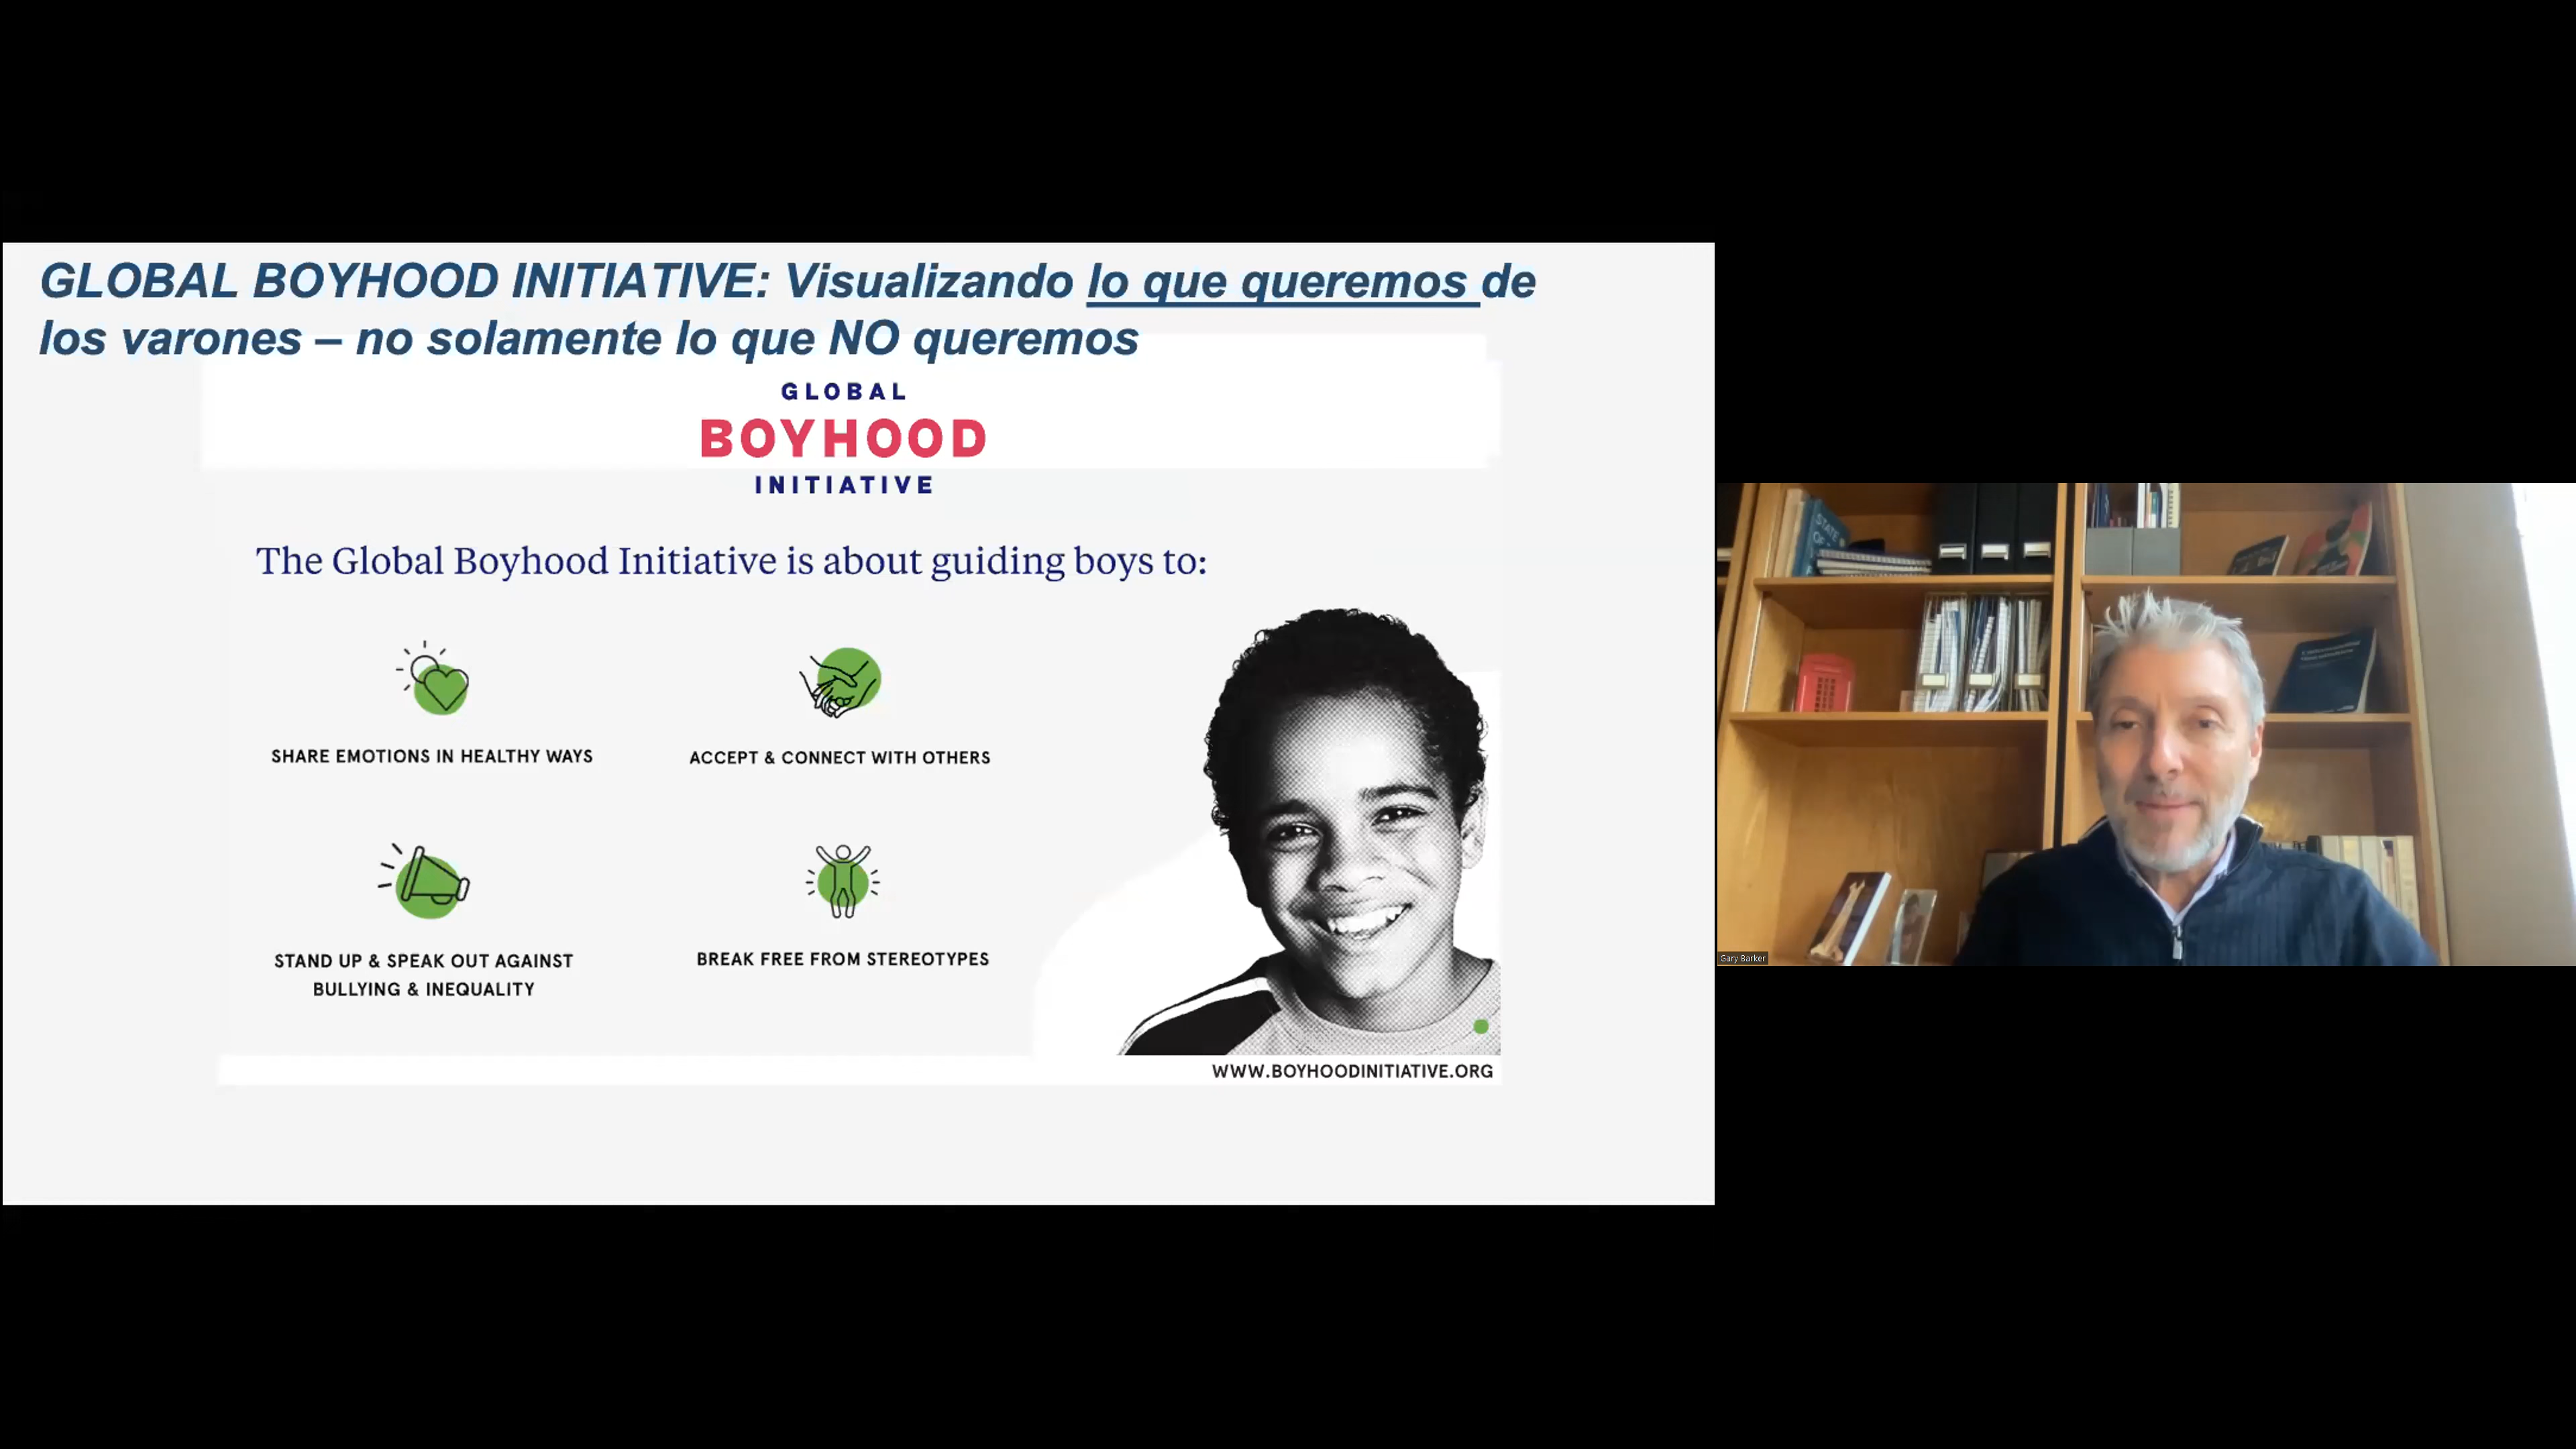 GLOBAL BOYHOOD INITIATIVE: Visualizando lo que queremos de
los varones – no solamente lo que NO queremos
GLOBAL
BOYHOOD
INITIATIVE
The Global Boyhood Initiative is about guiding boys to:
SHARE EMOTIONS IN HEALTHY WAYS
ACCEPT & CONNECT WITH OTHERS
STAND UP & SPEAK OUT AGAINST
BULLYING & INEQUALITY
BREAK FREE FROM STEREOTYPES
WWW.BOYHOODINITIATIVE.ORG
STATE
OF
Gary Barker